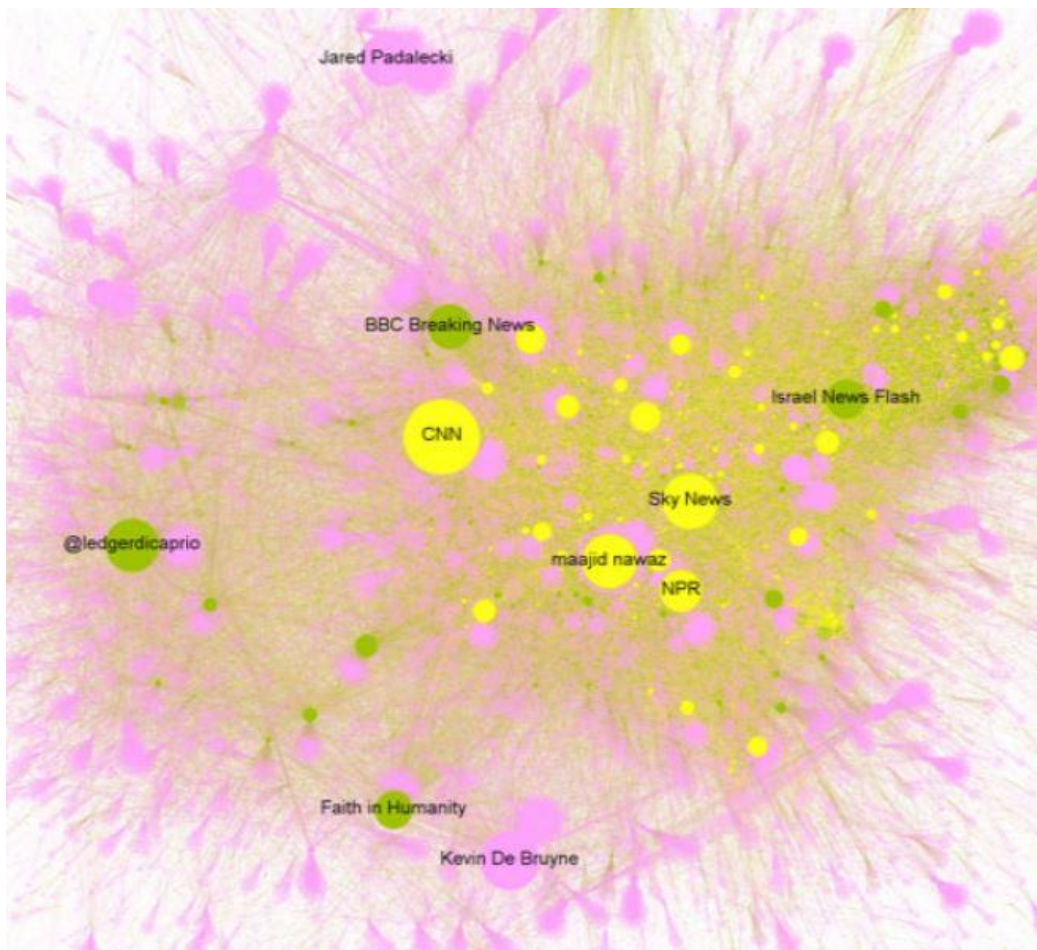 Jared Padalecki
BBC Breaking News
Israel News Flash
CNN
Sky News
@ledgerdicaprio
maajid nawaz
NPR
Faith in Humanity
Kevin De Bruyne